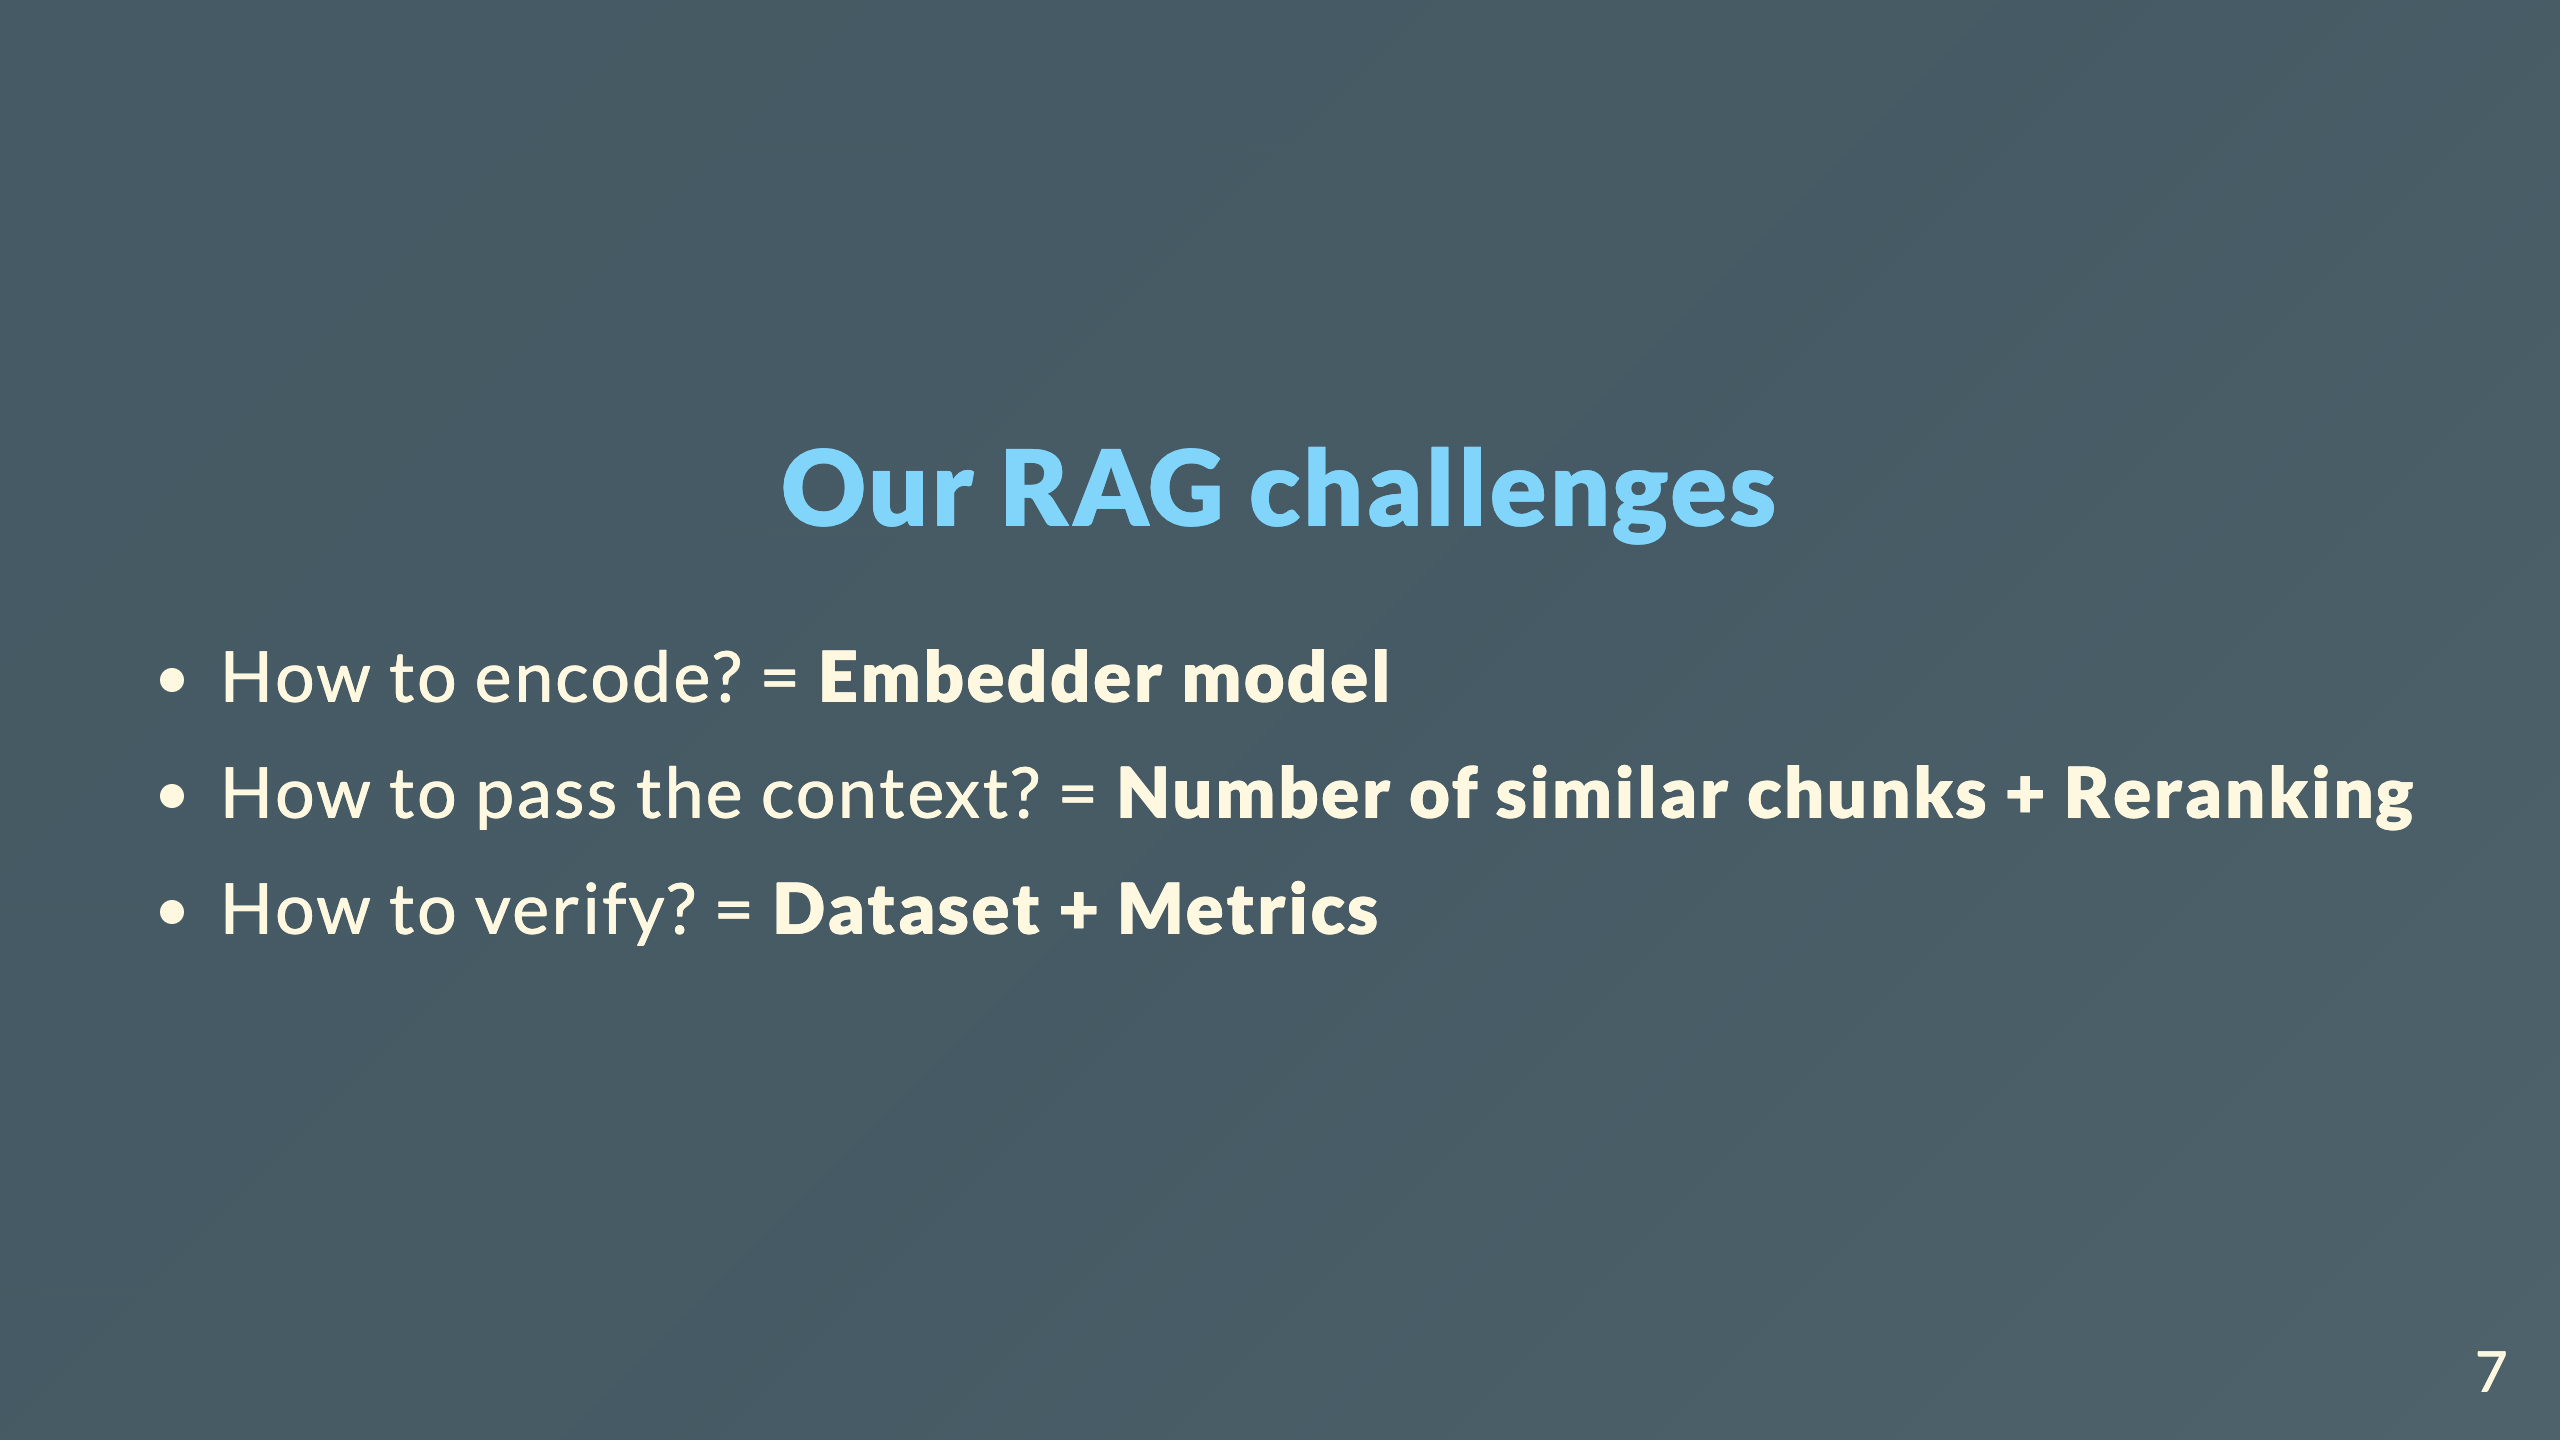 Our RAG challenges
• How to encode? = Embedder model
• How to pass the context? = Number of similar chunks + Reranking
• How to verify? = Dataset + Metrics
7